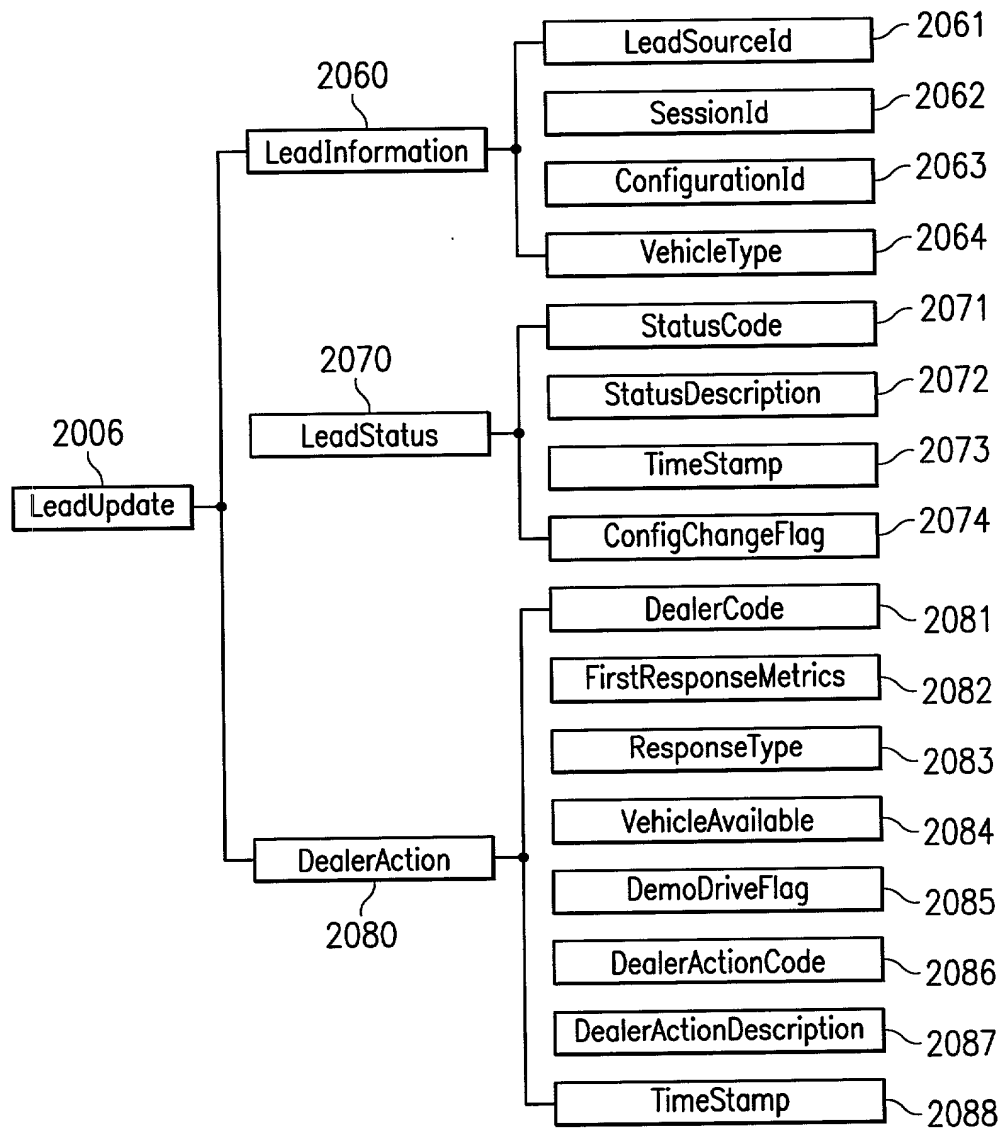 2006
LeadUpdate
2060
LeadInformation
LeadSourceId
2061
SessionId
2062
ConfigurationId
2063
VehicleType
2064
2070
LeadStatus
StatusCode
2071
StatusDescription
2072
TimeStamp
2073
ConfigChangeFlag
2074
DealerAction
2080
DealerCode
2081
FirstResponseMetrics
2082
ResponseType
2083
VehicleAvailable
2084
DemoDriveFlag
2085
DealerActionCode
2086
DealerActionDescription
2087
TimeStamp
2088